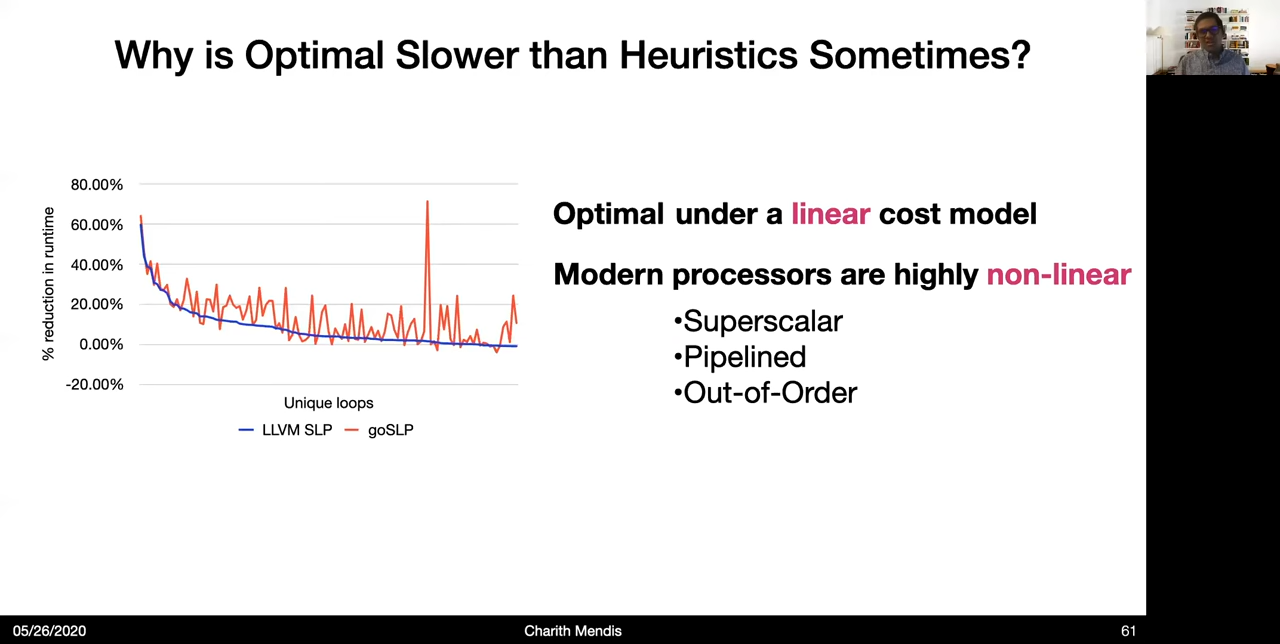 Why is Optimal Slower than Heuristics Sometimes?
80.00%
60.00%
40.00%
20.00%
0.00%
-20.00%
% reduction in runtime
Unique loops
LLVM SLP goSLP
Optimal under a linear cost model
Modern processors are highly non-linear
•Superscalar
•Pipelined
•Out-of-Order
05/26/2020 Charith Mendis 61